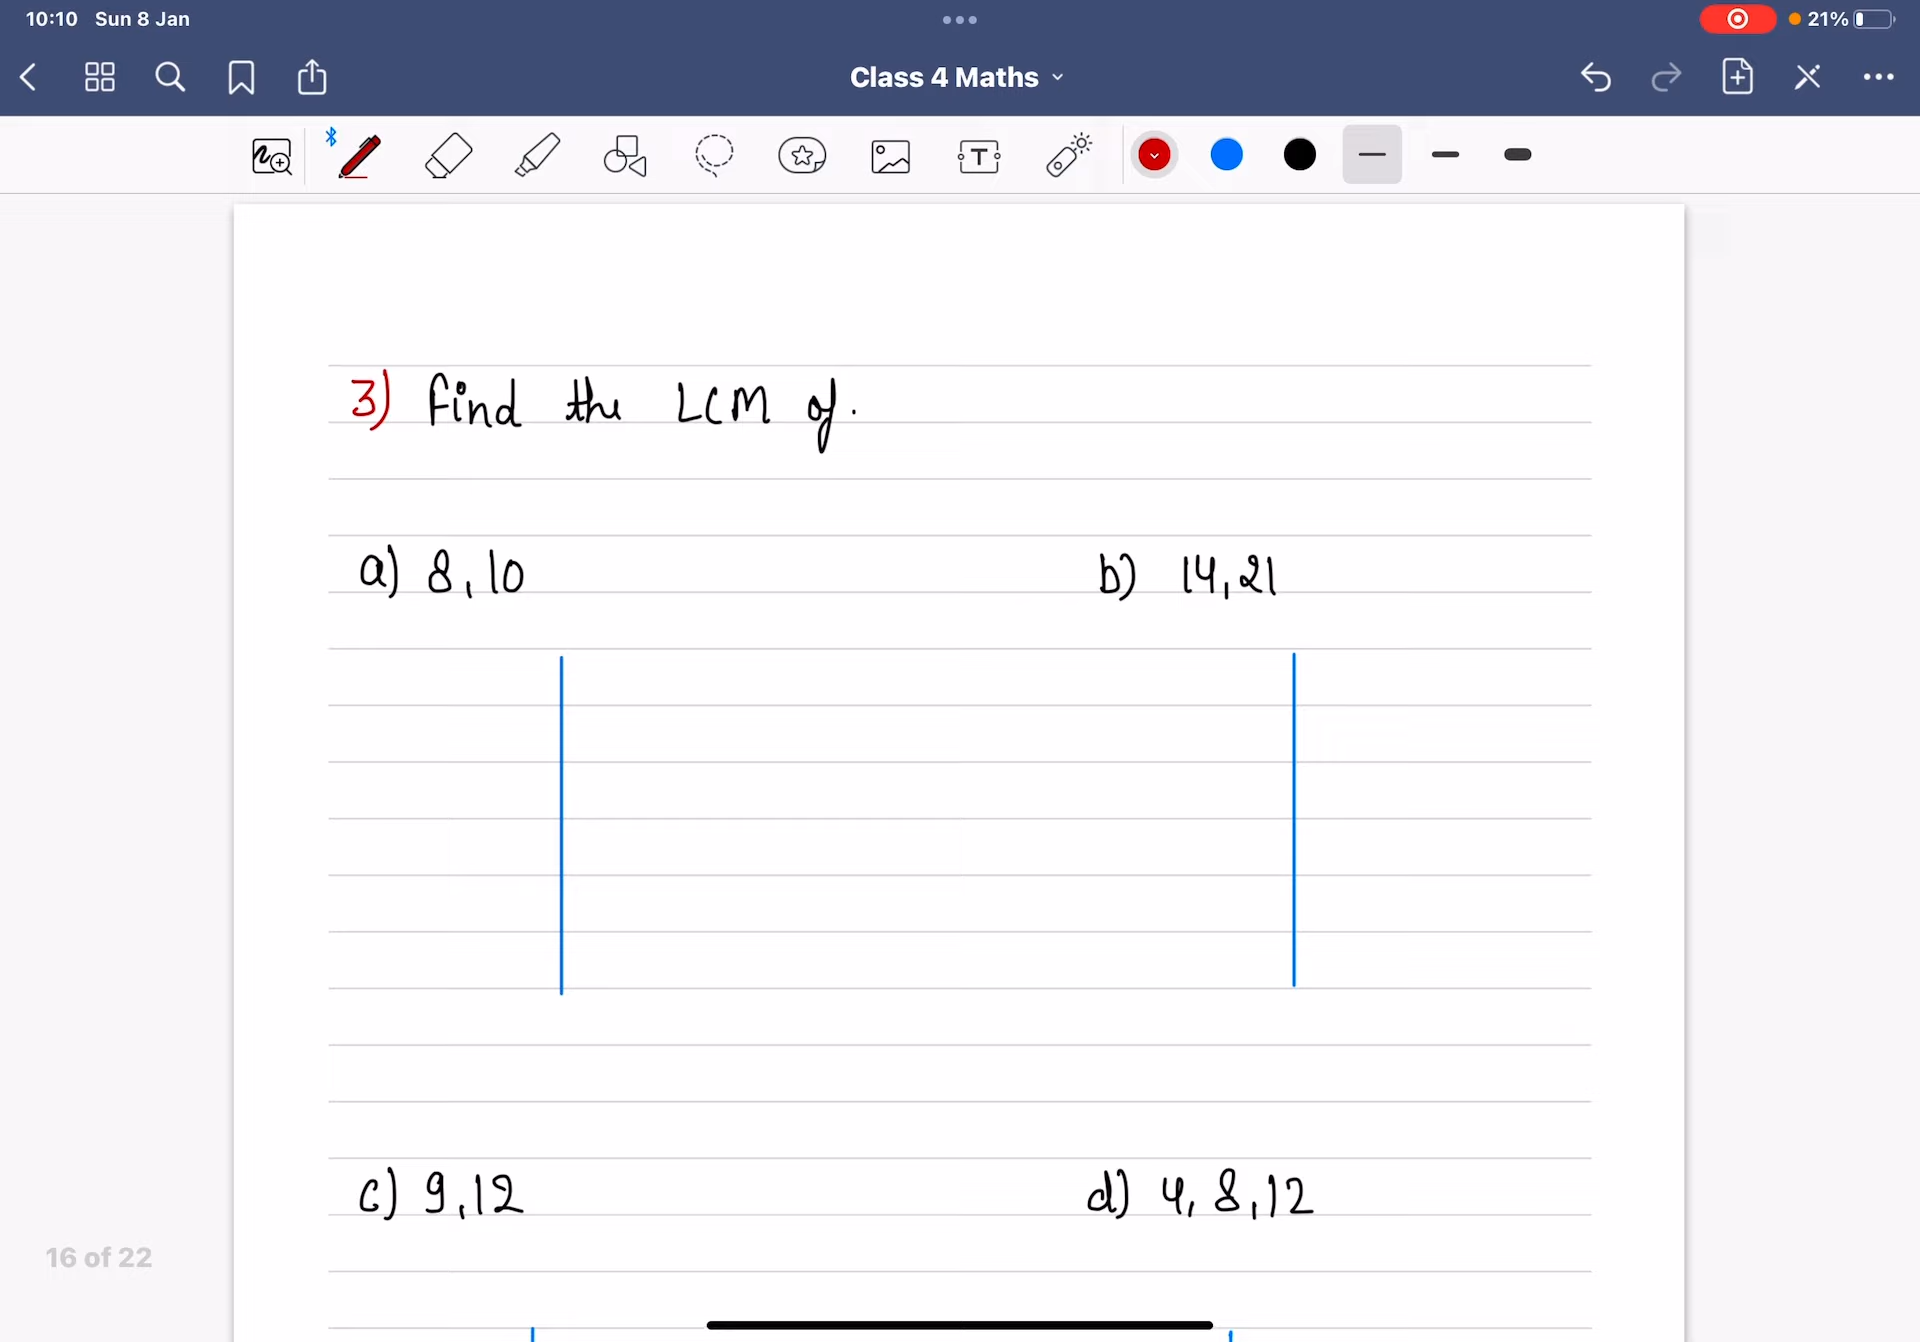 10:10 Sun 8 Jan
21%
Class 4 Maths
T
3) Find the LCM of.
a) 8, 10
b) 14, 21
c) 9, 12
d) 4, 8, 12
16 of 22